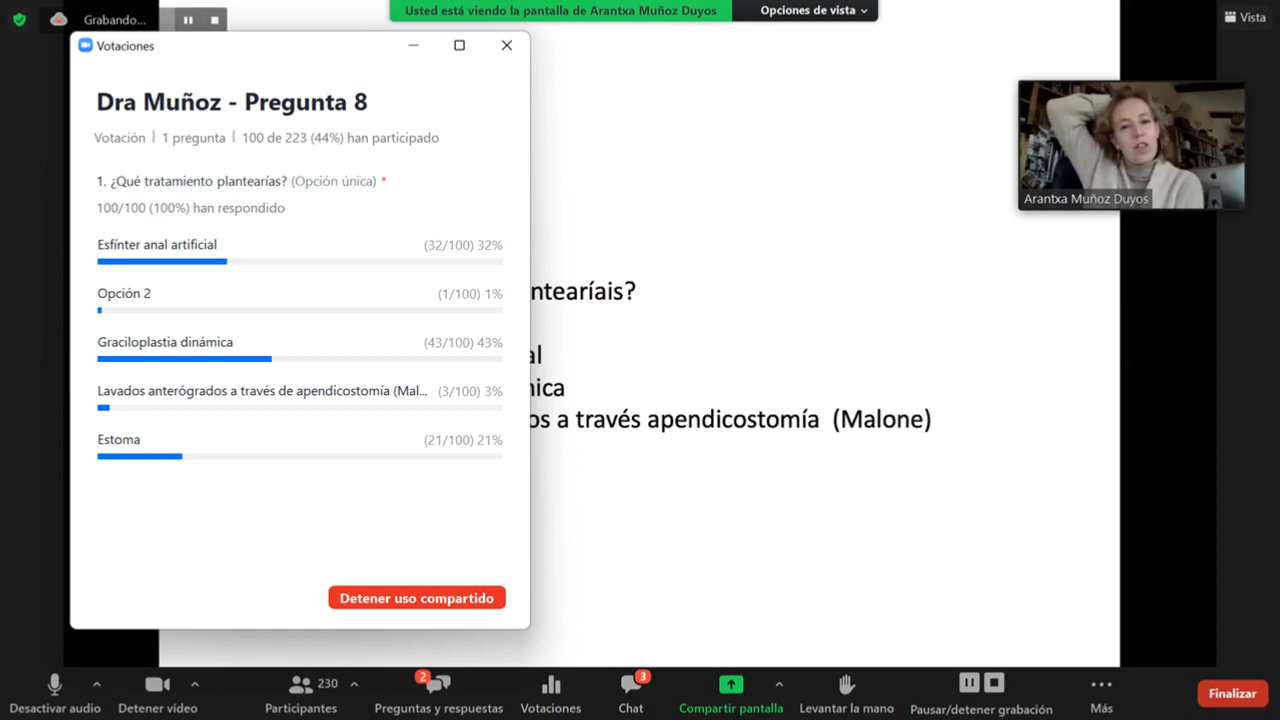 Grabando...
Usted está viendo la pantalla de Arantxa Muñoz Duyos
Opciones de vista
Vista
Votaciones
Dra Muñoz - Pregunta 8
Votación | 1 pregunta | 100 de 223 (44%) han participado
1. ¿Qué tratamiento plantearías? (Opción única) *
100/100 (100%) han respondido
Esfínter anal artificial (32/100) 32%
Opción 2 (1/100) 1%
Graciloplastia dinámica (43/100) 43%
Lavados anterógrados a través de apendicostomía (Mal... (3/100) 3%
Estoma (21/100) 21%
Detener uso compartido
ntearíais?
al
nica
os a través apendicostomía (Malone)
Arantxa Muñoz Duyos
Desactivar audio
Detener vídeo
230
Participantes
2
Preguntas y respuestas
Votaciones
3
Chat
Compartir pantalla
Levantar la mano
Pausar/detener grabación
Más
Finalizar